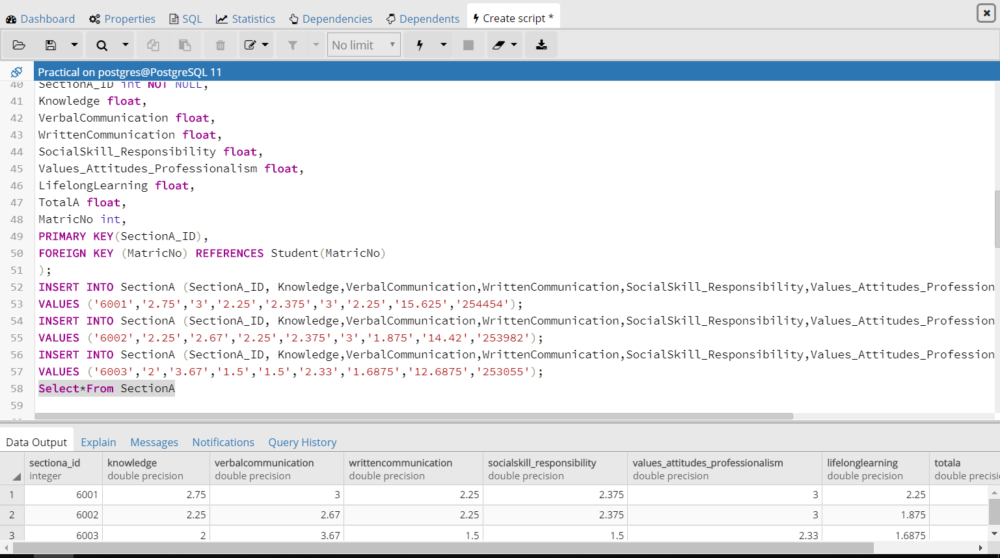 Dashboard Properties SQL Statistics Dependencies Dependents Create script *
No limit
Practical on postgres@PostgreSQL 11
40 SectionA_ID int NOT NULL,
41 Knowledge float,
42 VerbalCommunication float,
43 WrittenCommunication float,
44 SocialSkill_Responsibility float,
45 Values_Attitudes_Professionalism float,
46 LifelongLearning float,
47 TotalA float,
48 MatricNo int,
49 PRIMARY KEY(SectionA_ID),
50 FOREIGN KEY (MatricNo) REFERENCES Student(MatricNo)
51 );
52 INSERT INTO SectionA (SectionA_ID, Knowledge,VerbalCommunication,WrittenCommunication,SocialSkill_Responsibility,Values_Attitudes_Profession
53 VALUES ('6001','2.75','3','2.25','2.375','3','2.25','15.625','254454');
54 INSERT INTO SectionA (SectionA_ID, Knowledge,VerbalCommunication,WrittenCommunication,SocialSkill_Responsibility,Values_Attitudes_Profession
55 VALUES ('6002','2.25','2.67','2.25','2.375','3','1.875','14.42','253982');
56 INSERT INTO SectionA (SectionA_ID, Knowledge,VerbalCommunication,WrittenCommunication,SocialSkill_Responsibility,Values_Attitudes_Profession
57 VALUES ('6003','2','3.67','1.5','1.5','2.33','1.6875','12.6875','253055');
58 Select*From SectionA
59
Data Output Explain Messages Notifications Query History
sectiona_id knowledge verbalcommunication writtencommunication socialskill_responsibility values_attitudes_professionalism lifelonglearning totala
integer double precision double precision double precision double precision double precision double precision double precisi
1 6001 2.75 3 2.25 2.375 3 2.25
2 6002 2.25 2.67 2.25 2.375 3 1.875
3 6003 2 3.67 1.5 1.5 2.33 1.6875